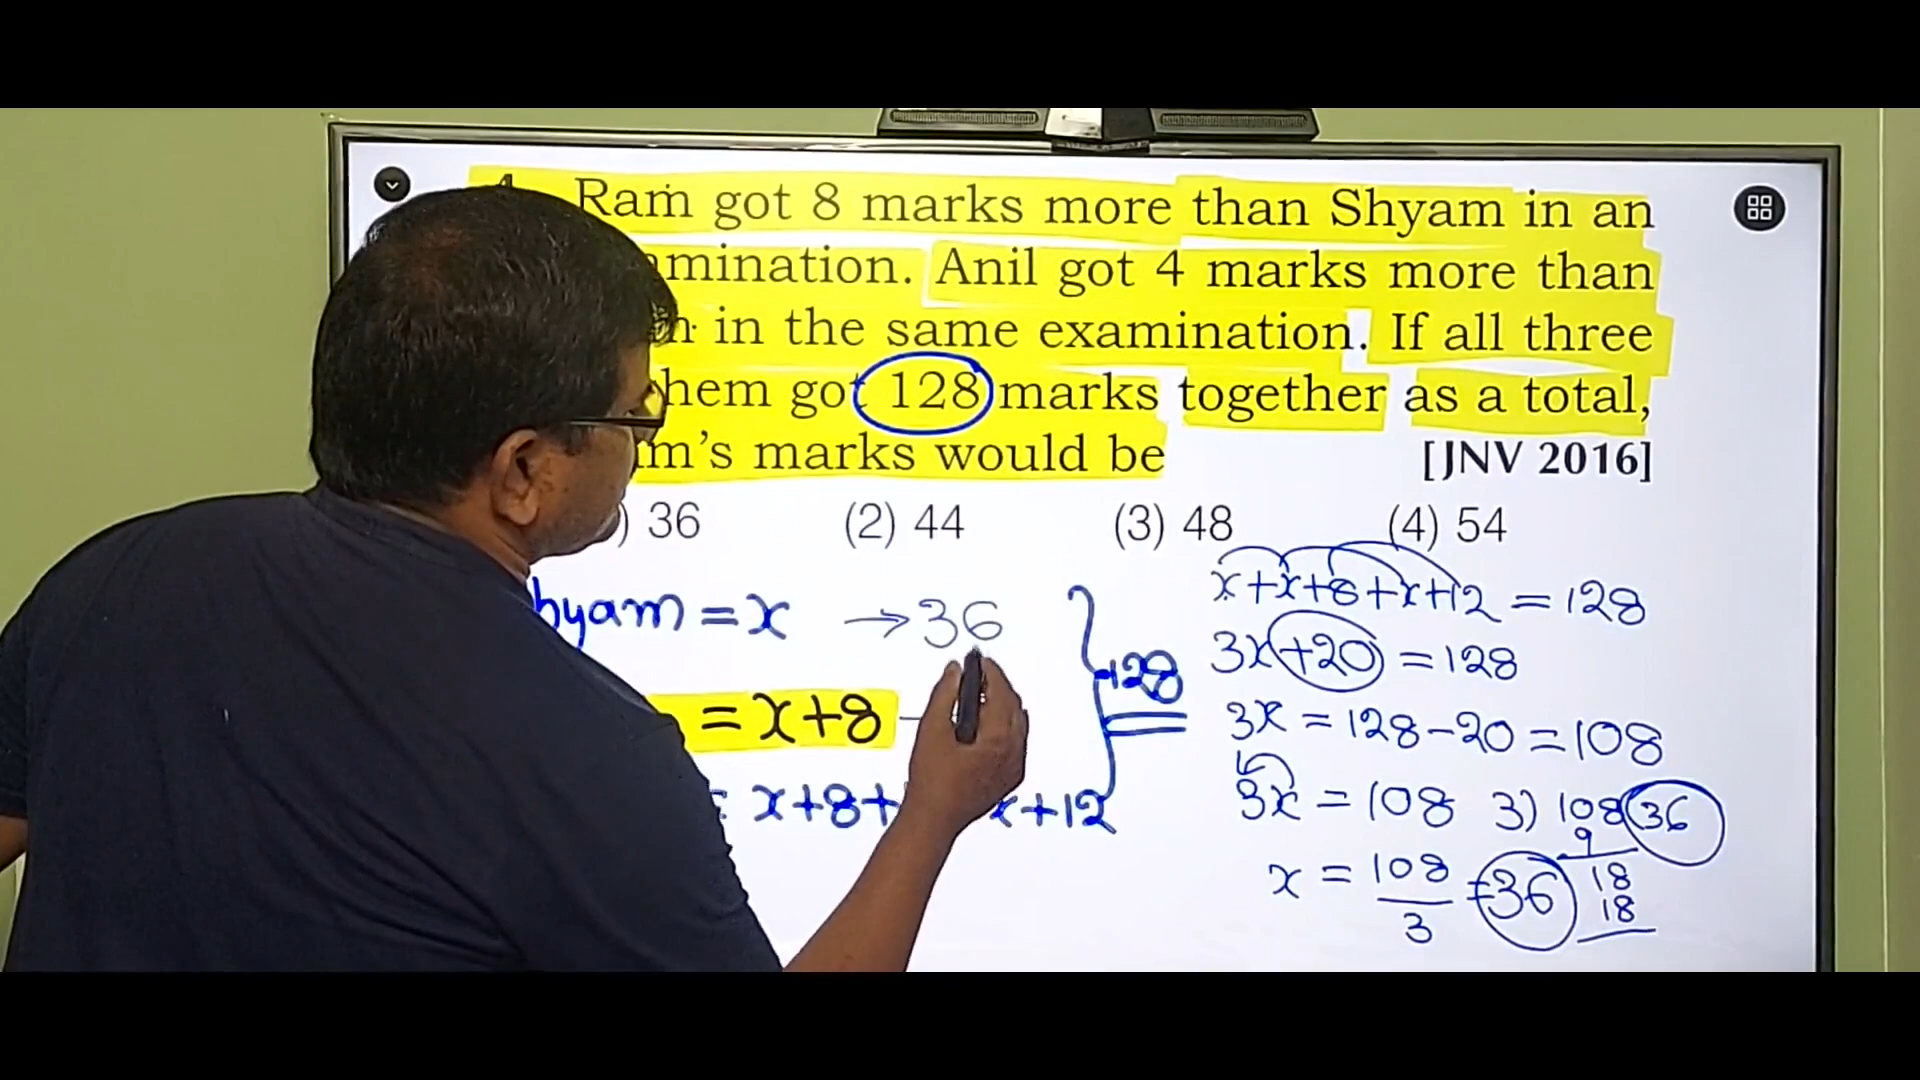 Ram got 8 marks more than Shyam in an
mination. Anil got 4 marks more than
in the same examination. If all three
hem got 128 marks together as a total,
m's marks would be [JNV 2016]
) 36 (2) 44 (3) 48 (4) 54
hyam = x → 36
= x+8
= x+8+ x+12
128
x+x+8+x+12 = 128
3x+20 = 128
3x = 128-20 = 108
3x = 108
x = 108/3 = 36
3) 108 (36
9
18
18